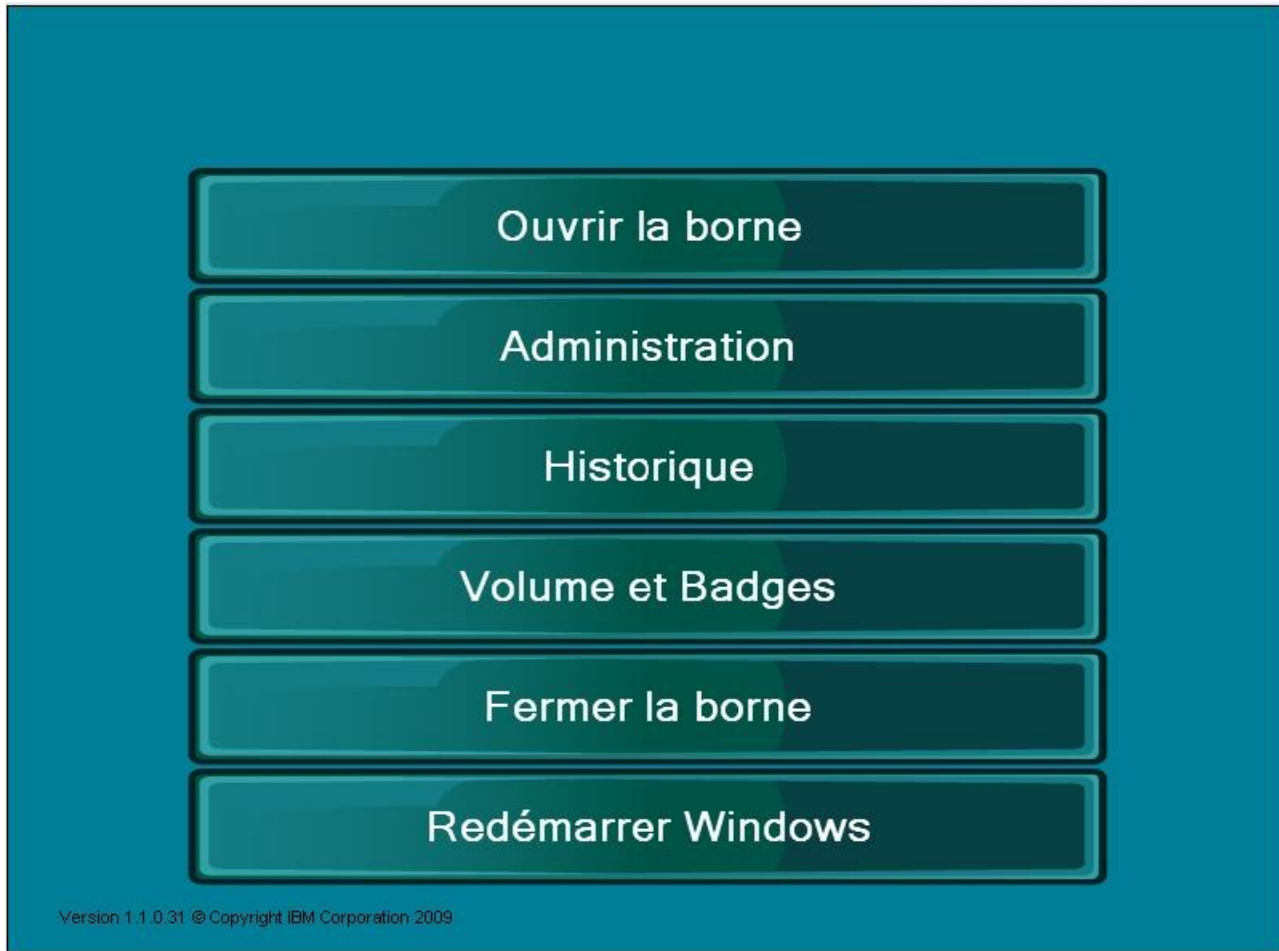 Ouvrir la borne
Administration
Historique
Volume et Badges
Fermer la borne
Redémarrer Windows
Version 1.1.0.31 © Copyright IBM Corporation 2009